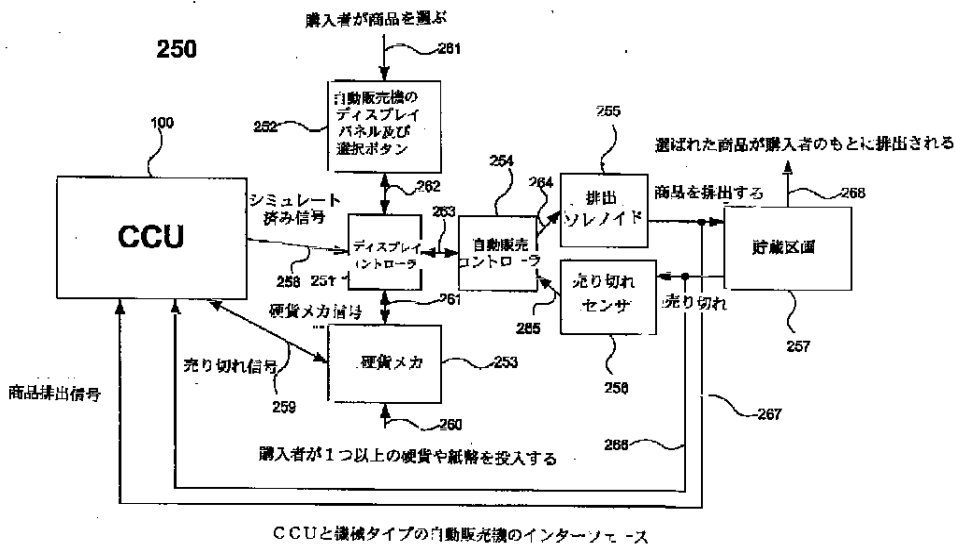 購入者が商品を選ぶ
250
261
自動販売機の
ディスプレイ
パネル及び
選択ボタン
252
100
CCU
シミュレート
済み信号
258
262
ディスプレイ
コントローラ
251
263
254
自動販売
コントローラ
264
255
排出
ソレノイド
商品を排出する
選ばれた商品が購入者のもとに排出される
268
貯蔵区画
257
売り切れ
センサ
売り切れ
265
256
261
硬貨メカ信号
硬貨メカ
253
売り切れ信号
259
商品排出信号
260
購入者が1つ以上の硬貨や紙幣を投入する
266
267
CCUと機械タイプの自動販売機のインターフェース